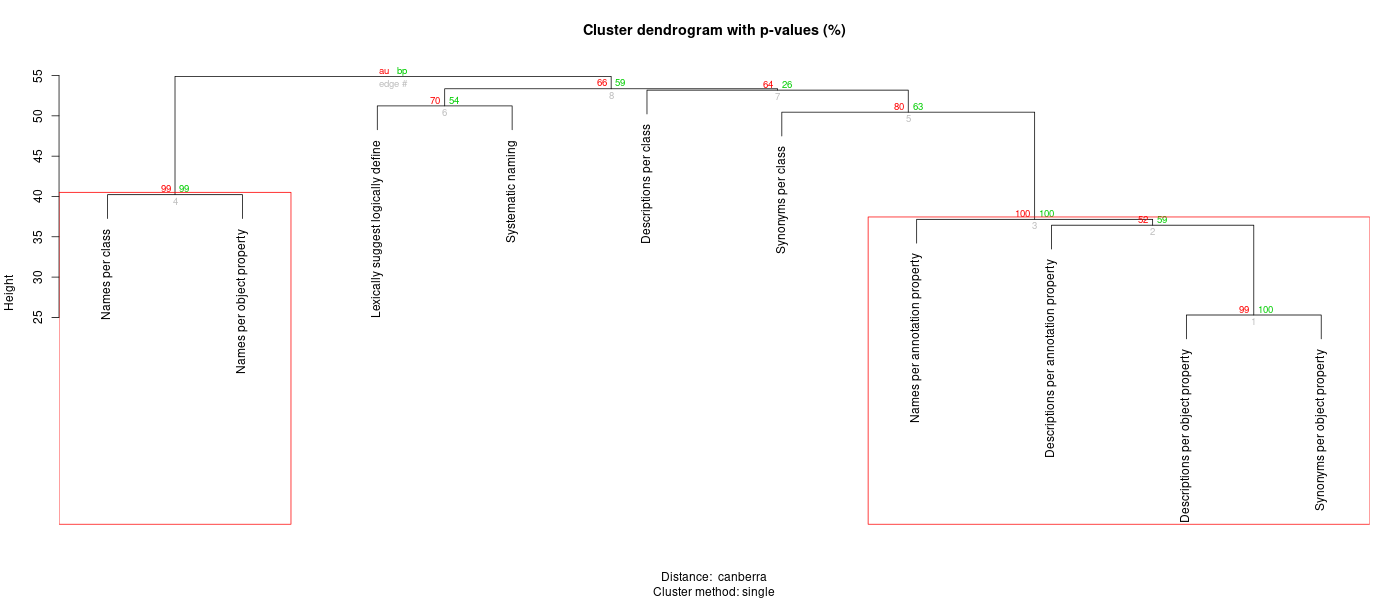 Cluster dendrogram with p-values (%)
Height
55
50
45
40
35
30
25
au bp
edge #
66 59
8
64 26
7
70 54
6
80 63
5
99 99
4
100 100
3
52 59
2
99 100
1
Names per class
Names per object property
Lexically suggest logically define
Systematic naming
Descriptions per class
Synonyms per class
Names per annotation property
Descriptions per annotation property
Descriptions per object property
Synonyms per object property
Distance: canberra
Cluster method: single